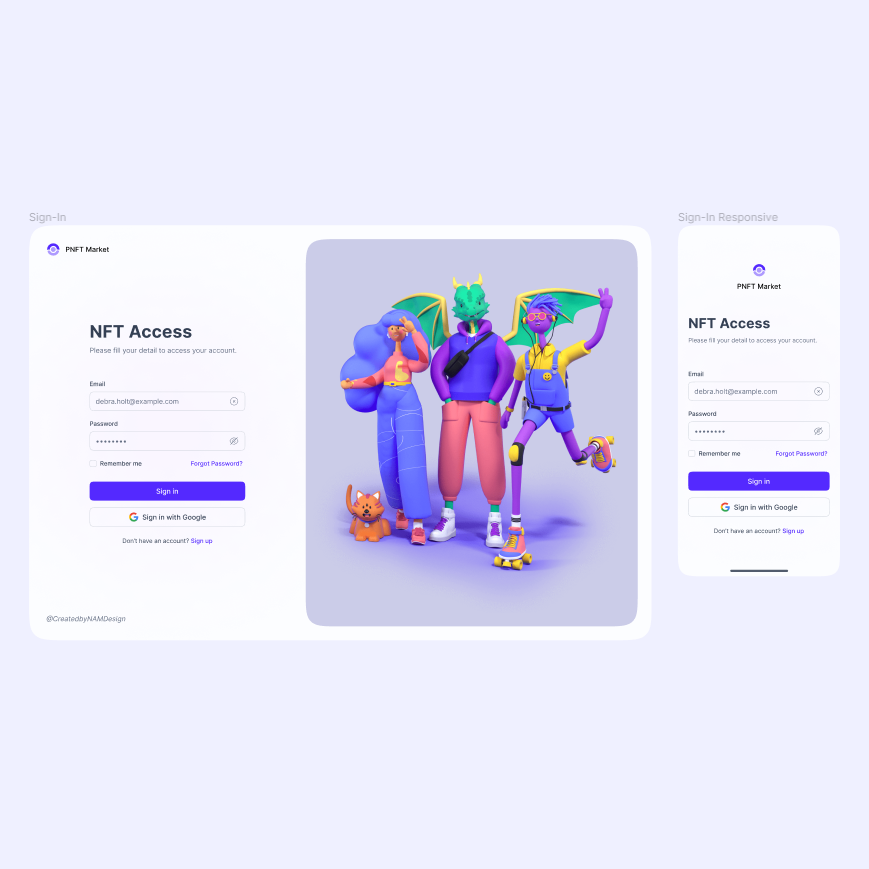 Sign-In
PNFT Market
NFT Access
Please fill your detail to access your account.
Email
debra.holt@example.com
Password
••••••••
Remember me
Forgot Password?
Sign in
Sign in with Google
Don't have an account? Sign up
@CreatedbyNAMDesign
Sign-In Responsive
PNFT Market
NFT Access
Please fill your detail to access your account.
Email
debra.holt@example.com
Password
••••••••
Remember me
Forgot Password?
Sign in
Sign in with Google
Don't have an account? Sign up